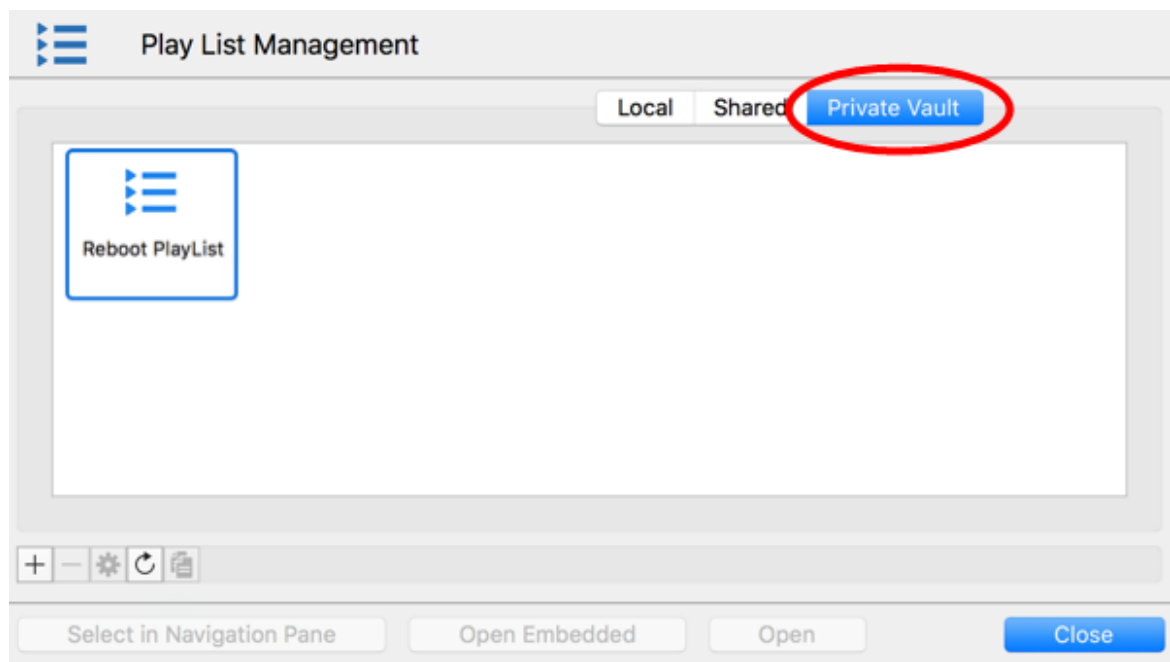 Play List Management
Local Shared Private Vault
Reboot PlayList
Select in Navigation Pane Open Embedded Open Close